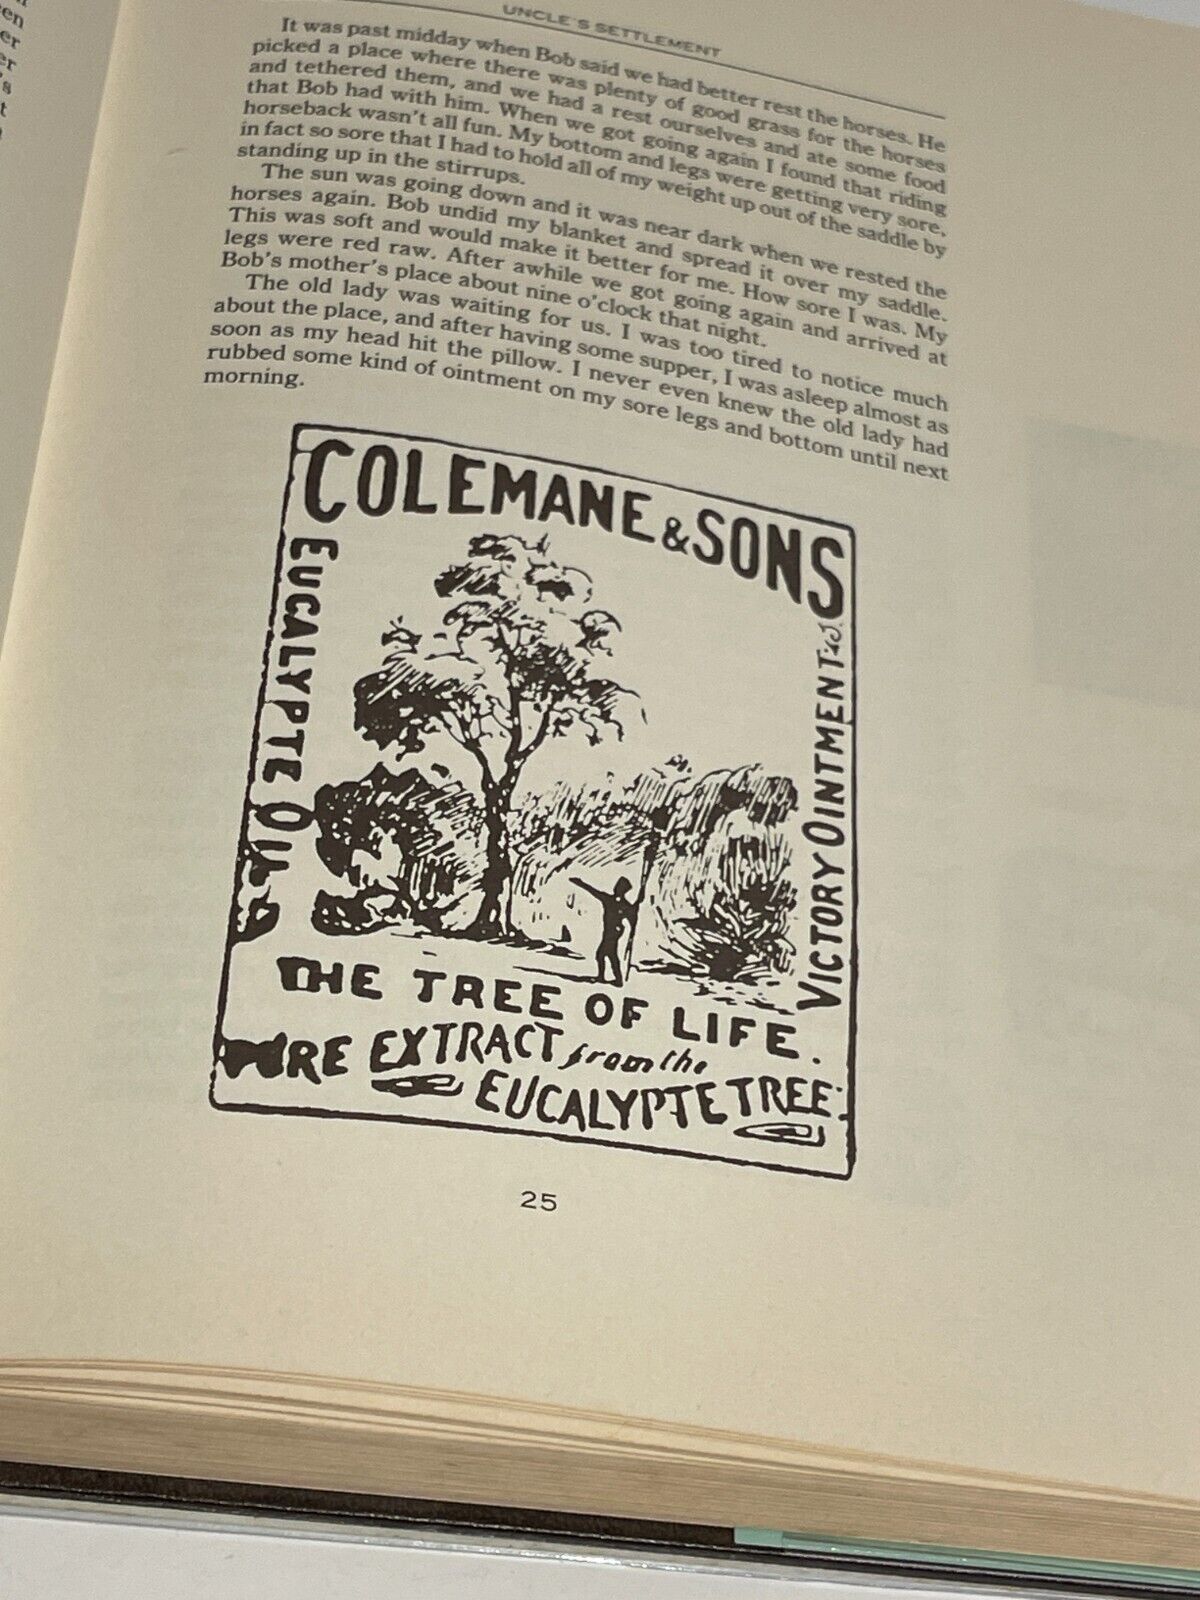 een
er
er
's
t
UNCLE'S SETTLEMENT
It was past midday when Bob said we had better rest the horses. He
picked a place where there was plenty of good grass for the horses
and tethered them, and we had a rest ourselves and ate some food
that Bob had with him. When we got going again I found that riding
horseback wasn't all fun. My bottom and legs were getting very sore,
in fact so sore that I had to hold all of my weight up out of the saddle by
standing up in the stirrups.
The sun was going down and it was near dark when we rested the
horses again. Bob undid my blanket and spread it over my saddle.
This was soft and would make it better for me. How sore I was. My
legs were red raw. After awhile we got going again and arrived at
Bob's mother's place about nine o'clock that night.
The old lady was waiting for us. I was too tired to notice much
about the place, and after having some supper, I was asleep almost as
soon as my head hit the pillow. I never even knew the old lady had
rubbed some kind of ointment on my sore legs and bottom until next
morning.
COLEMANE & SONS
EUCALYPTE OIL
VICTORY OINTMENT
THE TREE OF LIFE.
PURE EXTRACT from the
EUCALYPTE TREE
25